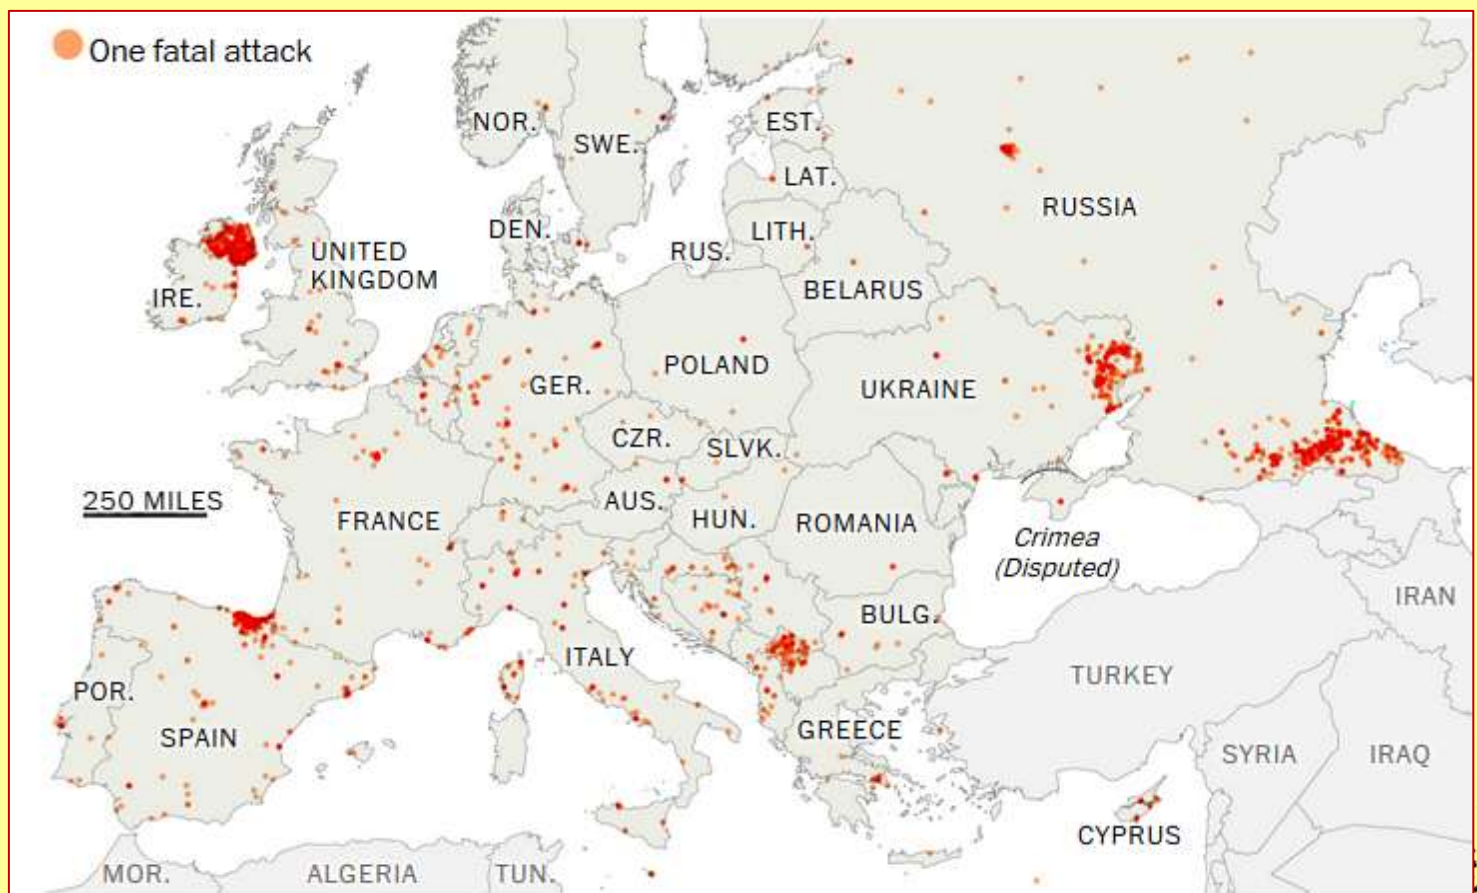 One fatal attack
NOR.
SWE.
EST.
LAT.
RUSSIA
DEN.
LITH.
RUS.
UNITED
KINGDOM
IRE.
BELARUS
POLAND
GER.
UKRAINE
CZR.
SLVK.
250 MILES
FRANCE
AUS.
HUN.
ROMANIA
Crimea
(Disputed)
IRAN
BULG.
ITALY
TURKEY
POR.
SPAIN
GREECE
SYRIA
IRAQ
CYPRUS
MOR.
ALGERIA
TUN.